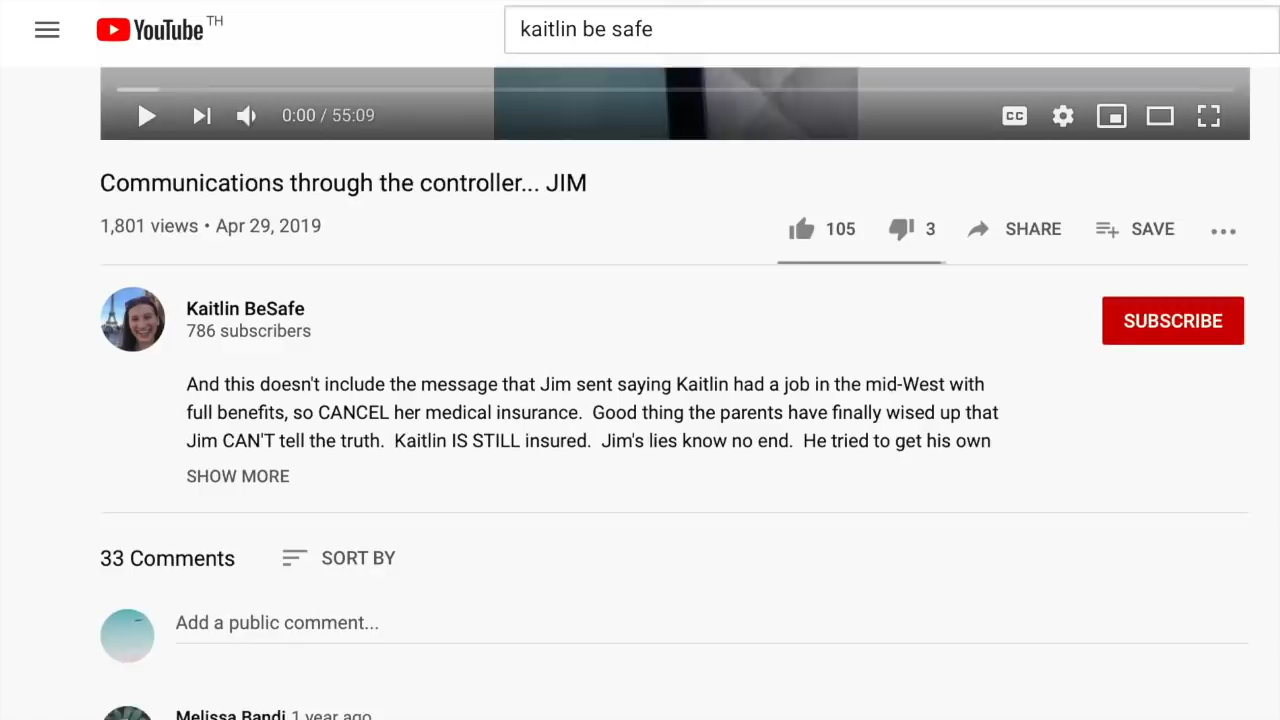 YouTube TH
kaitlin be safe
0:00 / 55:09
CC
Communications through the controller... JIM
1,801 views • Apr 29, 2019
105
3
SHARE
SAVE
Kaitlin BeSafe
786 subscribers
SUBSCRIBE
And this doesn't include the message that Jim sent saying Kaitlin had a job in the mid-West with
full benefits, so CANCEL her medical insurance.  Good thing the parents have finally wised up that
Jim CAN'T tell the truth.  Kaitlin IS STILL insured.  Jim's lies know no end.  He tried to get his own
SHOW MORE
33 Comments
SORT BY
Add a public comment...
Melissa Bandi 1 year ago